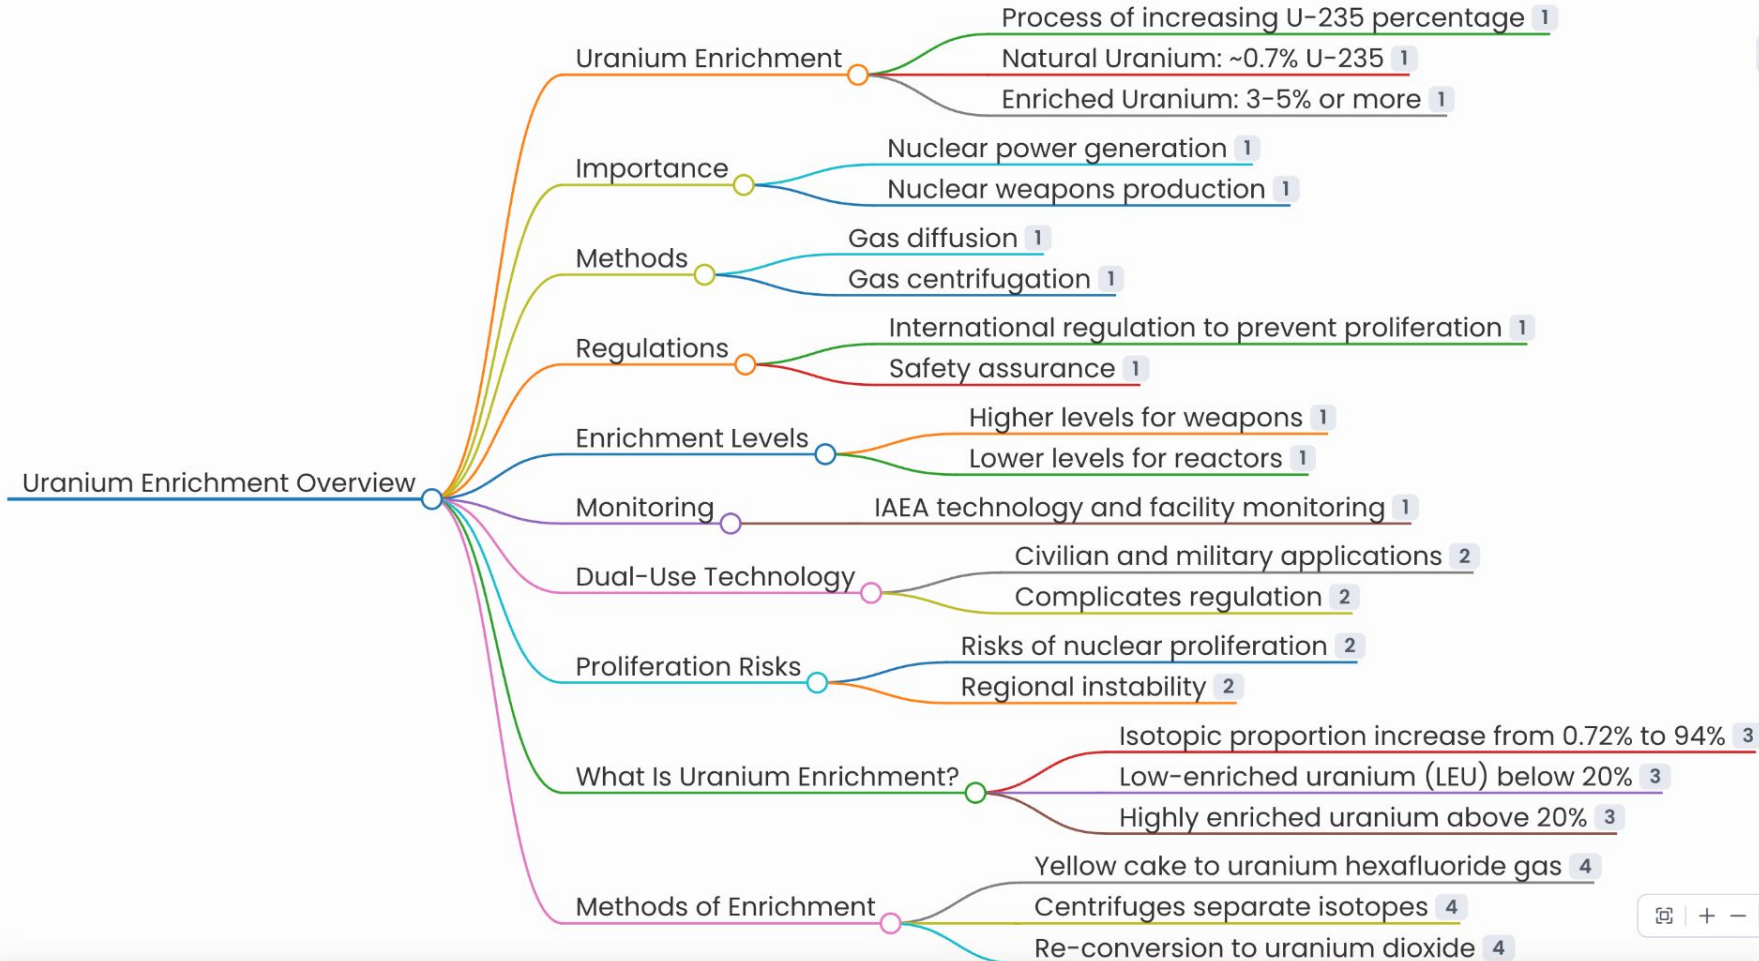 Process of increasing U-235 percentage 1
Uranium Enrichment
Natural Uranium: ~0.7% U-235 1
Enriched Uranium: 3-5% or more 1
Nuclear power generation 1
Importance
Nuclear weapons production 1
Gas diffusion 1
Methods
Gas centrifugation 1
International regulation to prevent proliferation 1
Regulations
Safety assurance 1
Higher levels for weapons 1
Enrichment Levels
Lower levels for reactors 1
Uranium Enrichment Overview
Monitoring
IAEA technology and facility monitoring 1
Civilian and military applications 2
Dual-Use Technology
Complicates regulation 2
Risks of nuclear proliferation 2
Proliferation Risks
Regional instability 2
Isotopic proportion increase from 0.72% to 94% 3
What Is Uranium Enrichment?
Low-enriched uranium (LEU) below 20% 3
Highly enriched uranium above 20% 3
Yellow cake to uranium hexafluoride gas 4
Methods of Enrichment
Centrifuges separate isotopes 4
Re-conversion to uranium dioxide 4